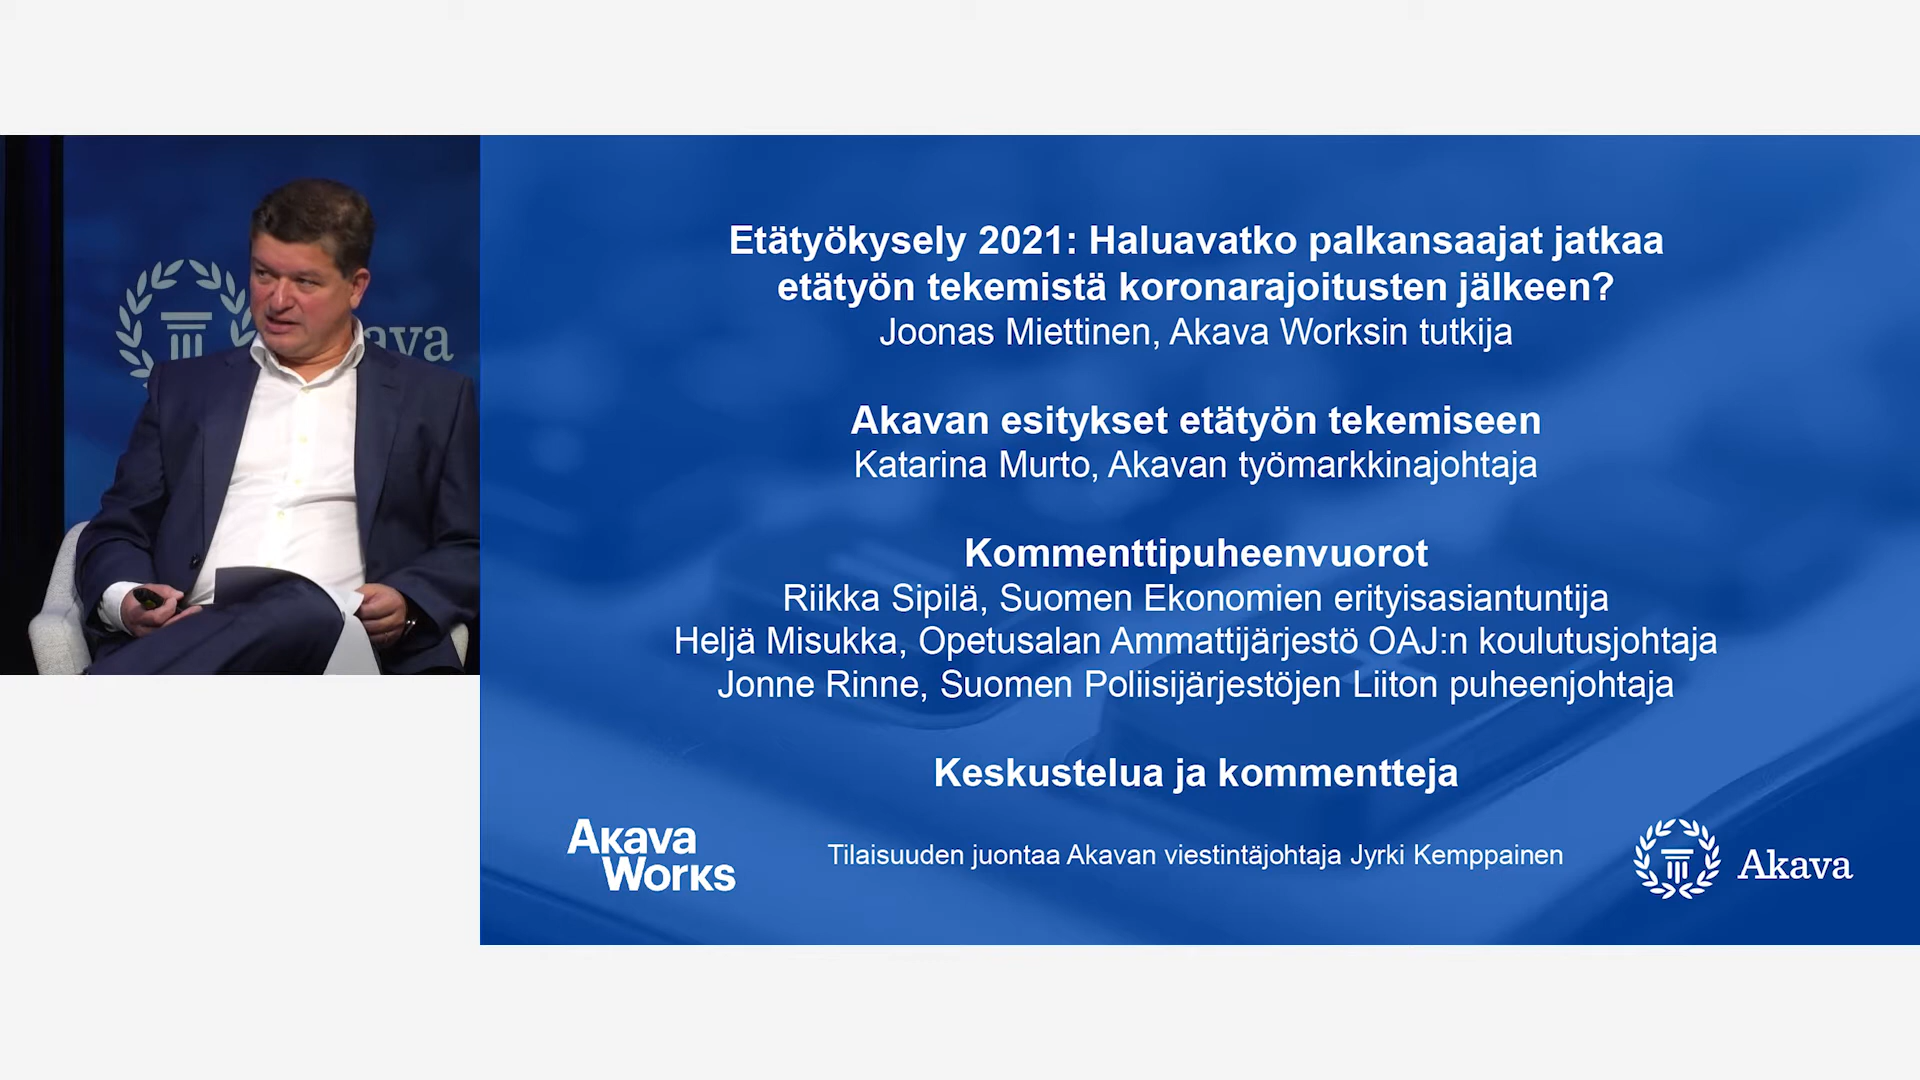 ava
Etätyökysely 2021: Haluavatko palkansaajat jatkaa
etätyön tekemistä koronarajoitusten jälkeen?
Joonas Miettinen, Akava Worksin tutkija
Akavan esitykset etätyön tekemiseen
Katarina Murto, Akavan työmarkkinajohtaja
Kommenttipuheenvuorot
Riikka Sipilä, Suomen Ekonomien erityisasiantuntija
Heljä Misukka, Opetusalan Ammattijärjestö OAJ:n koulutusjohtaja
Jonne Rinne, Suomen Poliisijärjestöjen Liiton puheenjohtaja
Keskustelua ja kommentteja
Akava
Works
Tilaisuuden juontaa Akavan viestintäjohtaja Jyrki Kemppainen
Akava